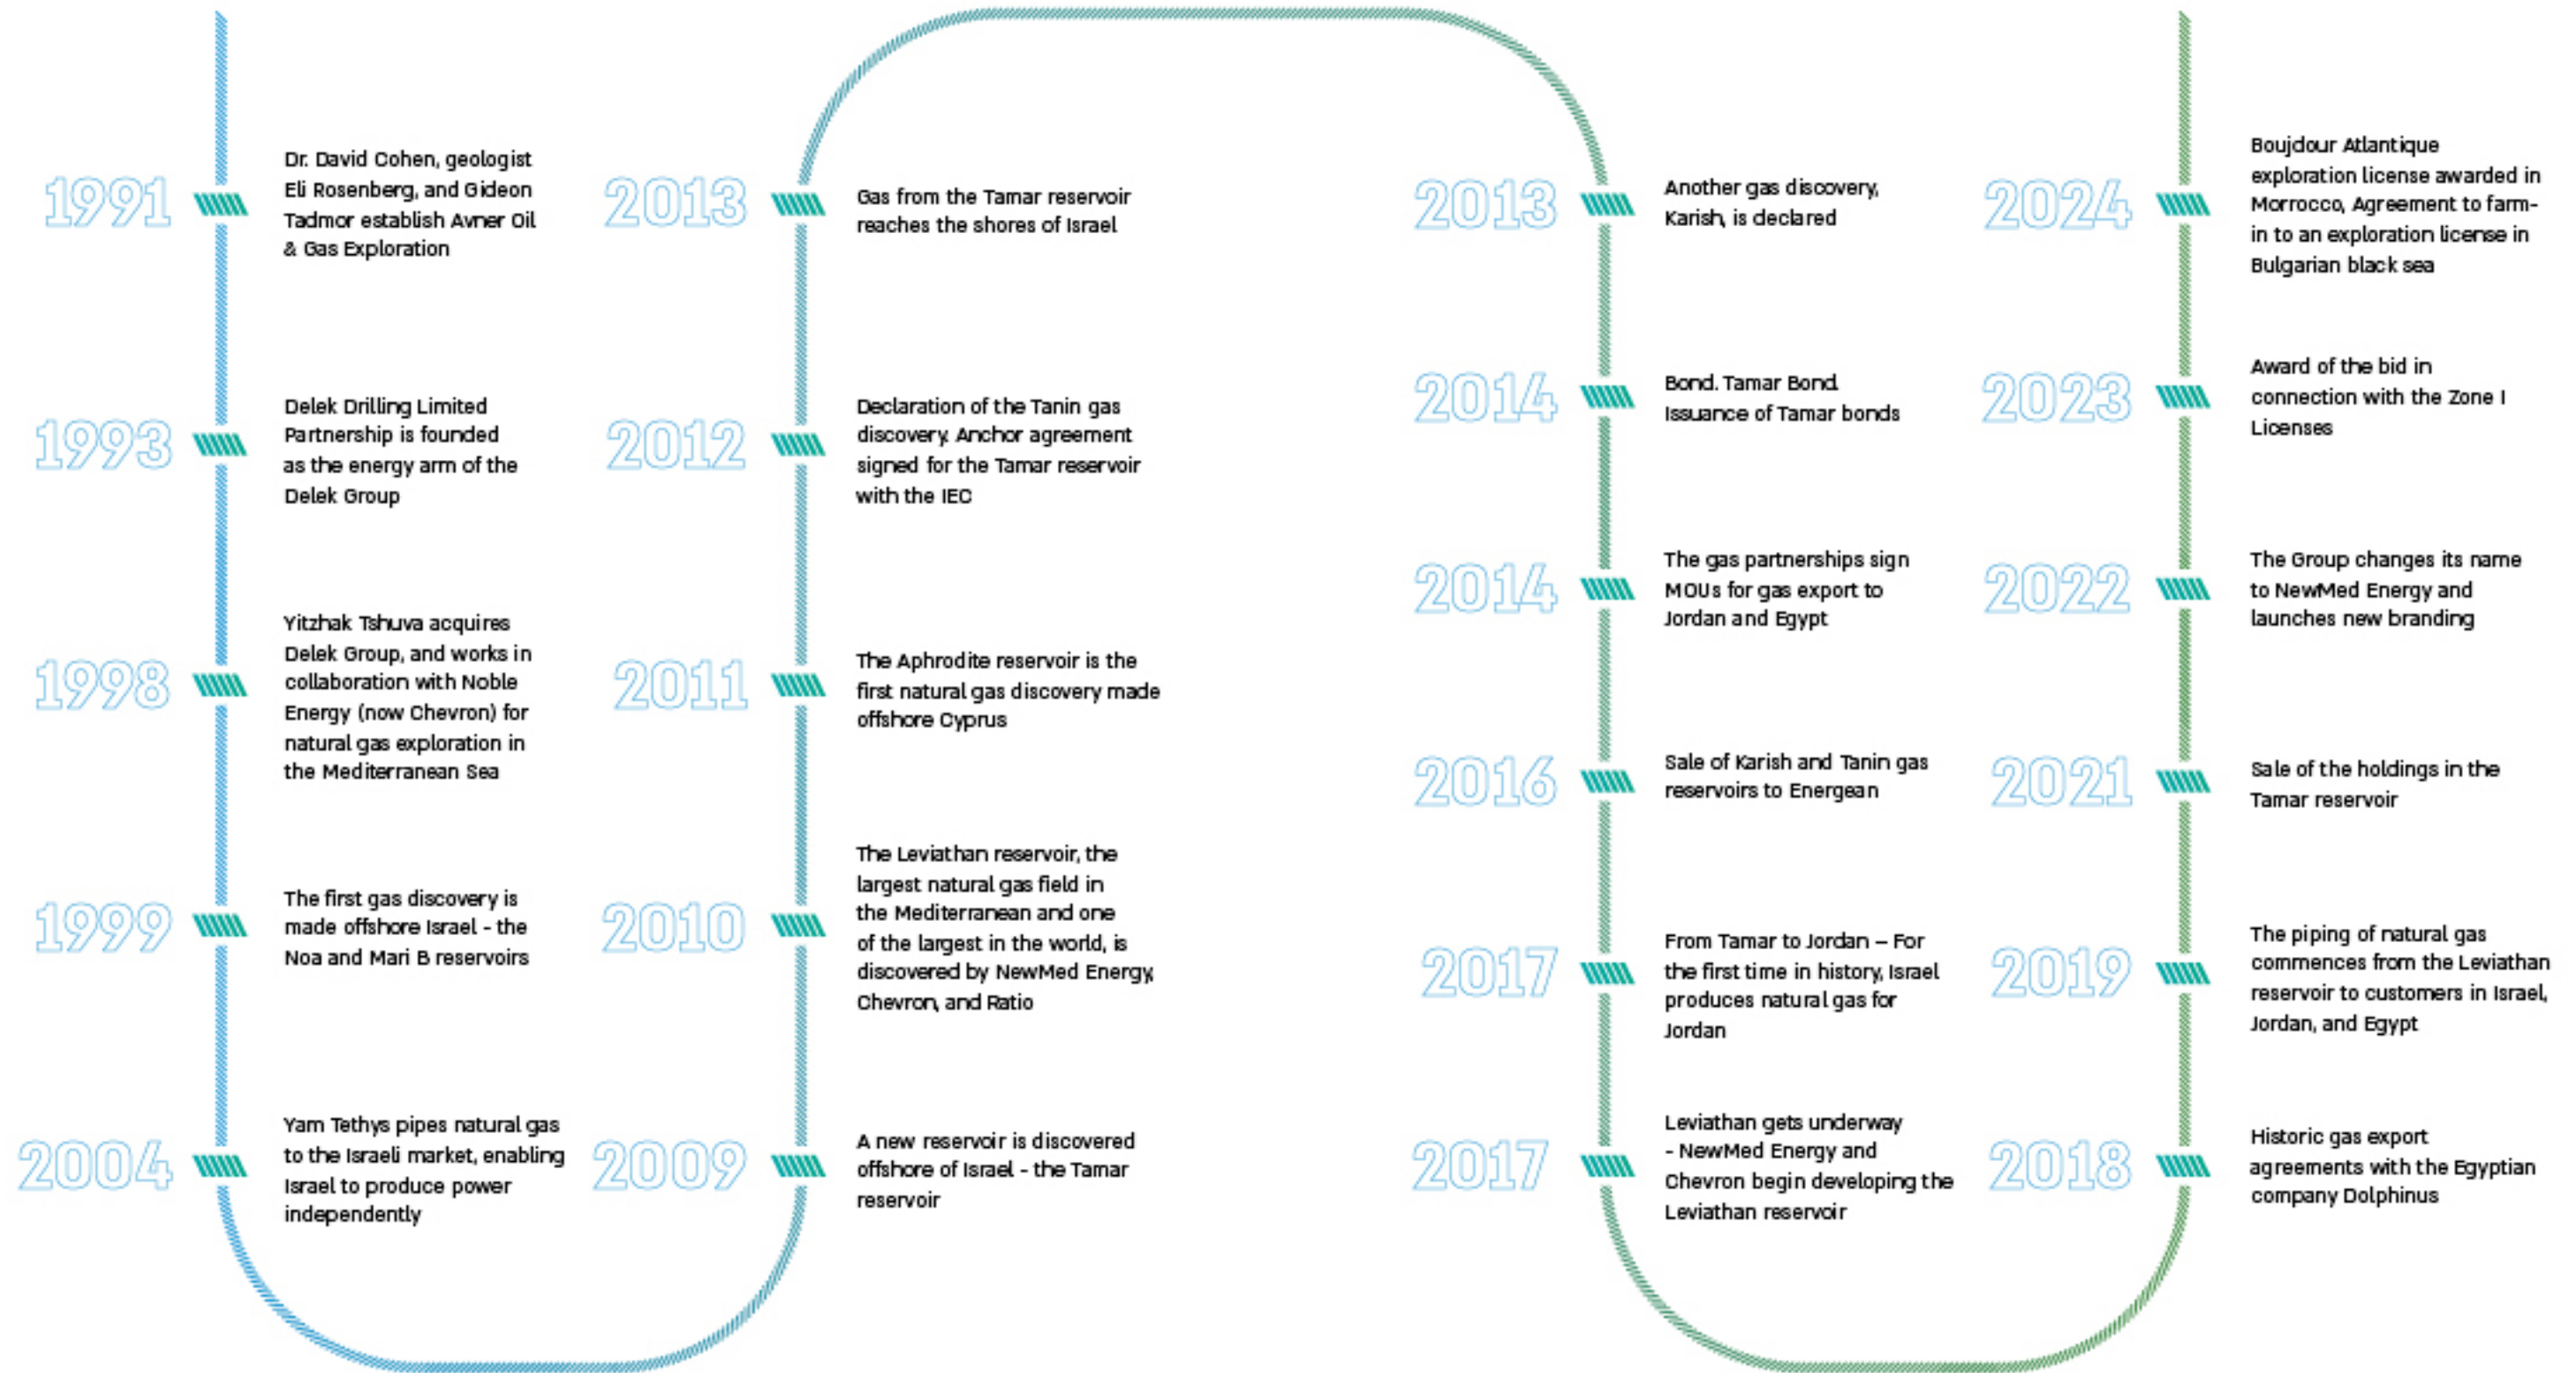 1991
Dr. David Cohen, geologist
Eli Rosenberg, and Gideon
Tadmor establish Avner Oil
& Gas Exploration
1993
Delek Drilling Limited
Partnership is founded
as the energy arm of the
Delek Group
1998
Yitzhak Tshuva acquires
Delek Group, and works in
collaboration with Noble
Energy (now Chevron) for
natural gas exploration in
the Mediterranean Sea
1999
The first gas discovery is
made offshore Israel - the
Noa and Mari B reservoirs
2004
Yam Tethys pipes natural gas
to the Israeli market, enabling
Israel to produce power
independently
2009
A new reservoir is discovered
offshore of Israel - the Tamar
reservoir
2010
The Leviathan reservoir, the
largest natural gas field in
the Mediterranean and one
of the largest in the world, is
discovered by NewMed Energy,
Chevron, and Ratio
2011
The Aphrodite reservoir is the
first natural gas discovery made
offshore Cyprus
2012
Declaration of the Tanin gas
discovery. Anchor agreement
signed for the Tamar reservoir
with the IEC
2013
Gas from the Tamar reservoir
reaches the shores of Israel
2013
Another gas discovery,
Karish, is declared
2014
Bond. Tamar Bond.
Issuance of Tamar bonds
2014
The gas partnerships sign
MOUs for gas export to
Jordan and Egypt
2016
Sale of Karish and Tanin gas
reservoirs to Energean
2017
From Tamar to Jordan – For
the first time in history, Israel
produces natural gas for
Jordan
2017
Leviathan gets underway
- NewMed Energy and
Chevron begin developing the
Leviathan reservoir
2018
Historic gas export
agreements with the Egyptian
company Dolphinus
2019
The piping of natural gas
commences from the Leviathan
reservoir to customers in Israel,
Jordan, and Egypt
2021
Sale of the holdings in the
Tamar reservoir
2022
The Group changes its name
to NewMed Energy and
launches new branding
2023
Award of the bid in
connection with the Zone I
Licenses
2024
Boujdour Atlantique
exploration license awarded in
Morrocco, Agreement to farm-
in to an exploration license in
Bulgarian black sea